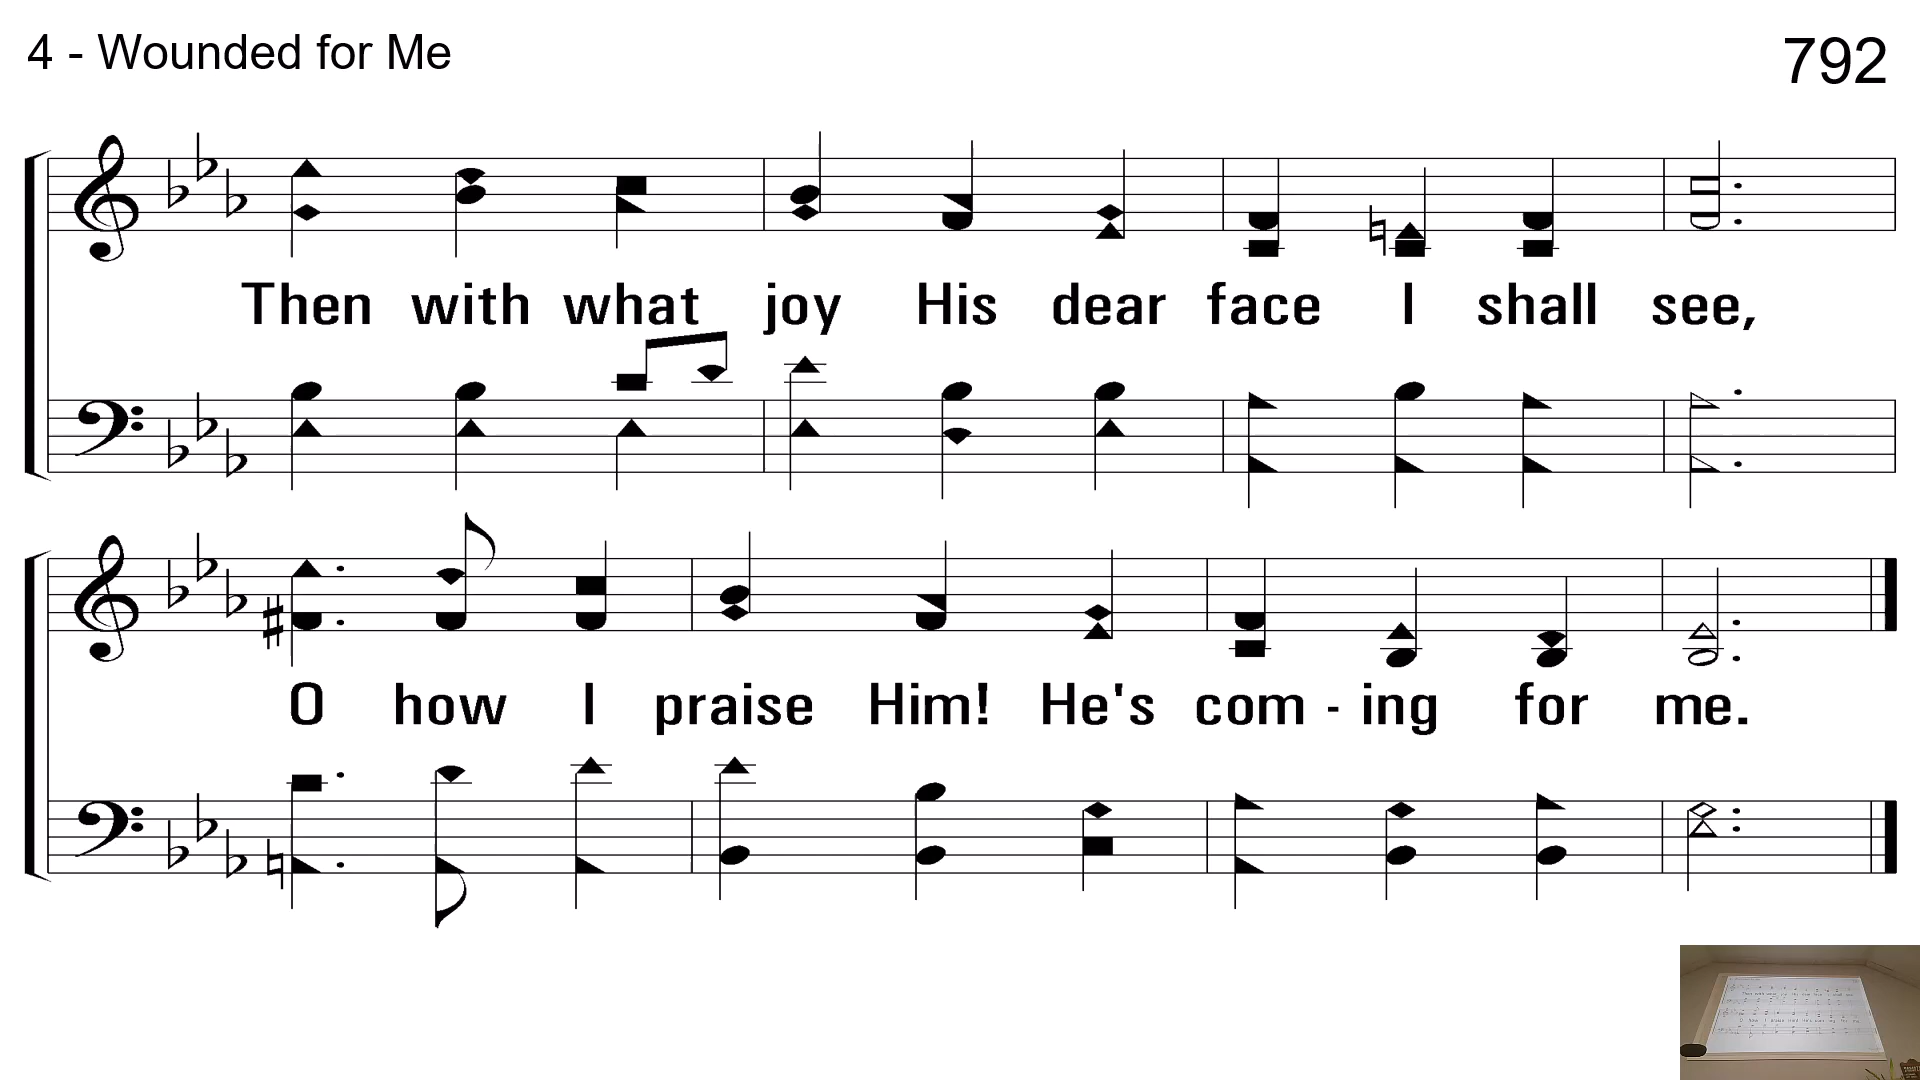 4 - Wounded for Me
792
Then with what joy His dear face I shall see,
O how I praise Him! He's com - ing for me.